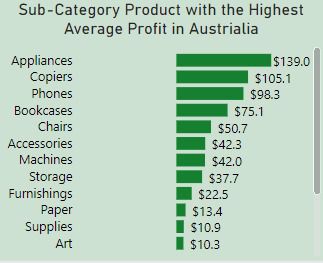 Sub-Category Product with the Highest
Average Profit in Austrialia
Appliances $139.0
Copiers $105.1
Phones $98.3
Bookcases $75.1
Chairs $50.7
Accessories $42.3
Machines $42.0
Storage $37.7
Furnishings $22.5
Paper $13.4
Supplies $10.9
Art $10.3